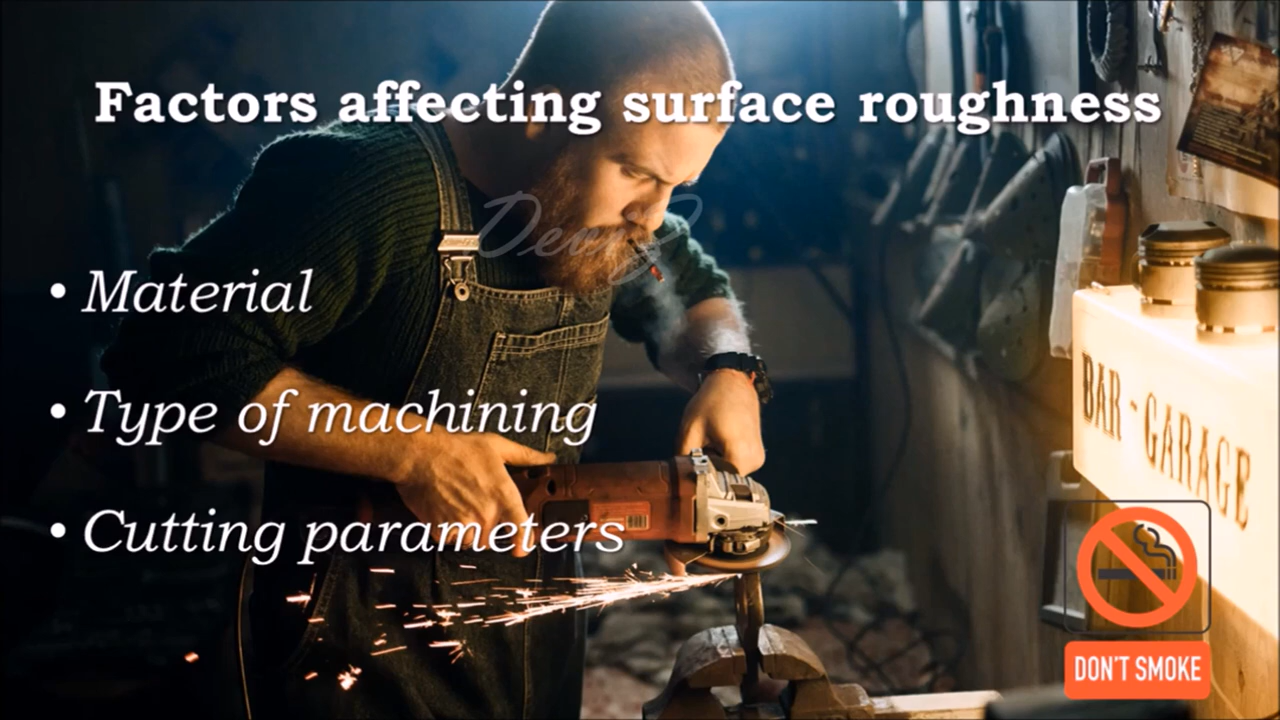 Factors affecting surface roughness
• Material
• Type of machining
• Cutting parameters
BAR-GARAGE
DON'T SMOKE